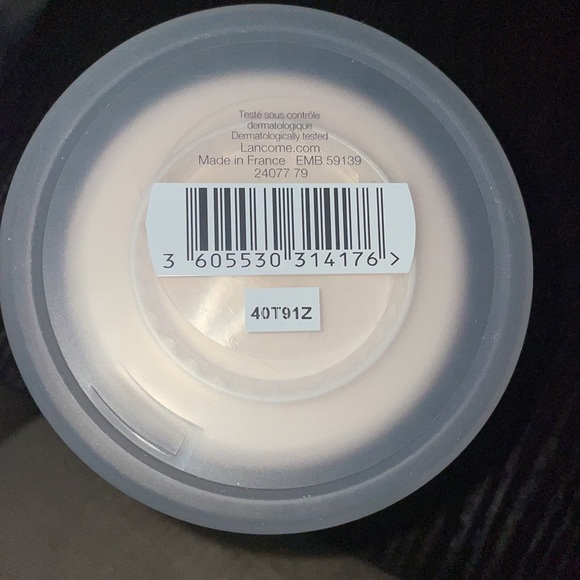 Testé sous contrôle
dermatologique
Dermatologically tested
Lancome.com
Made in France EMB 59139
24077 79
3 605530 314176 >
40T91Z